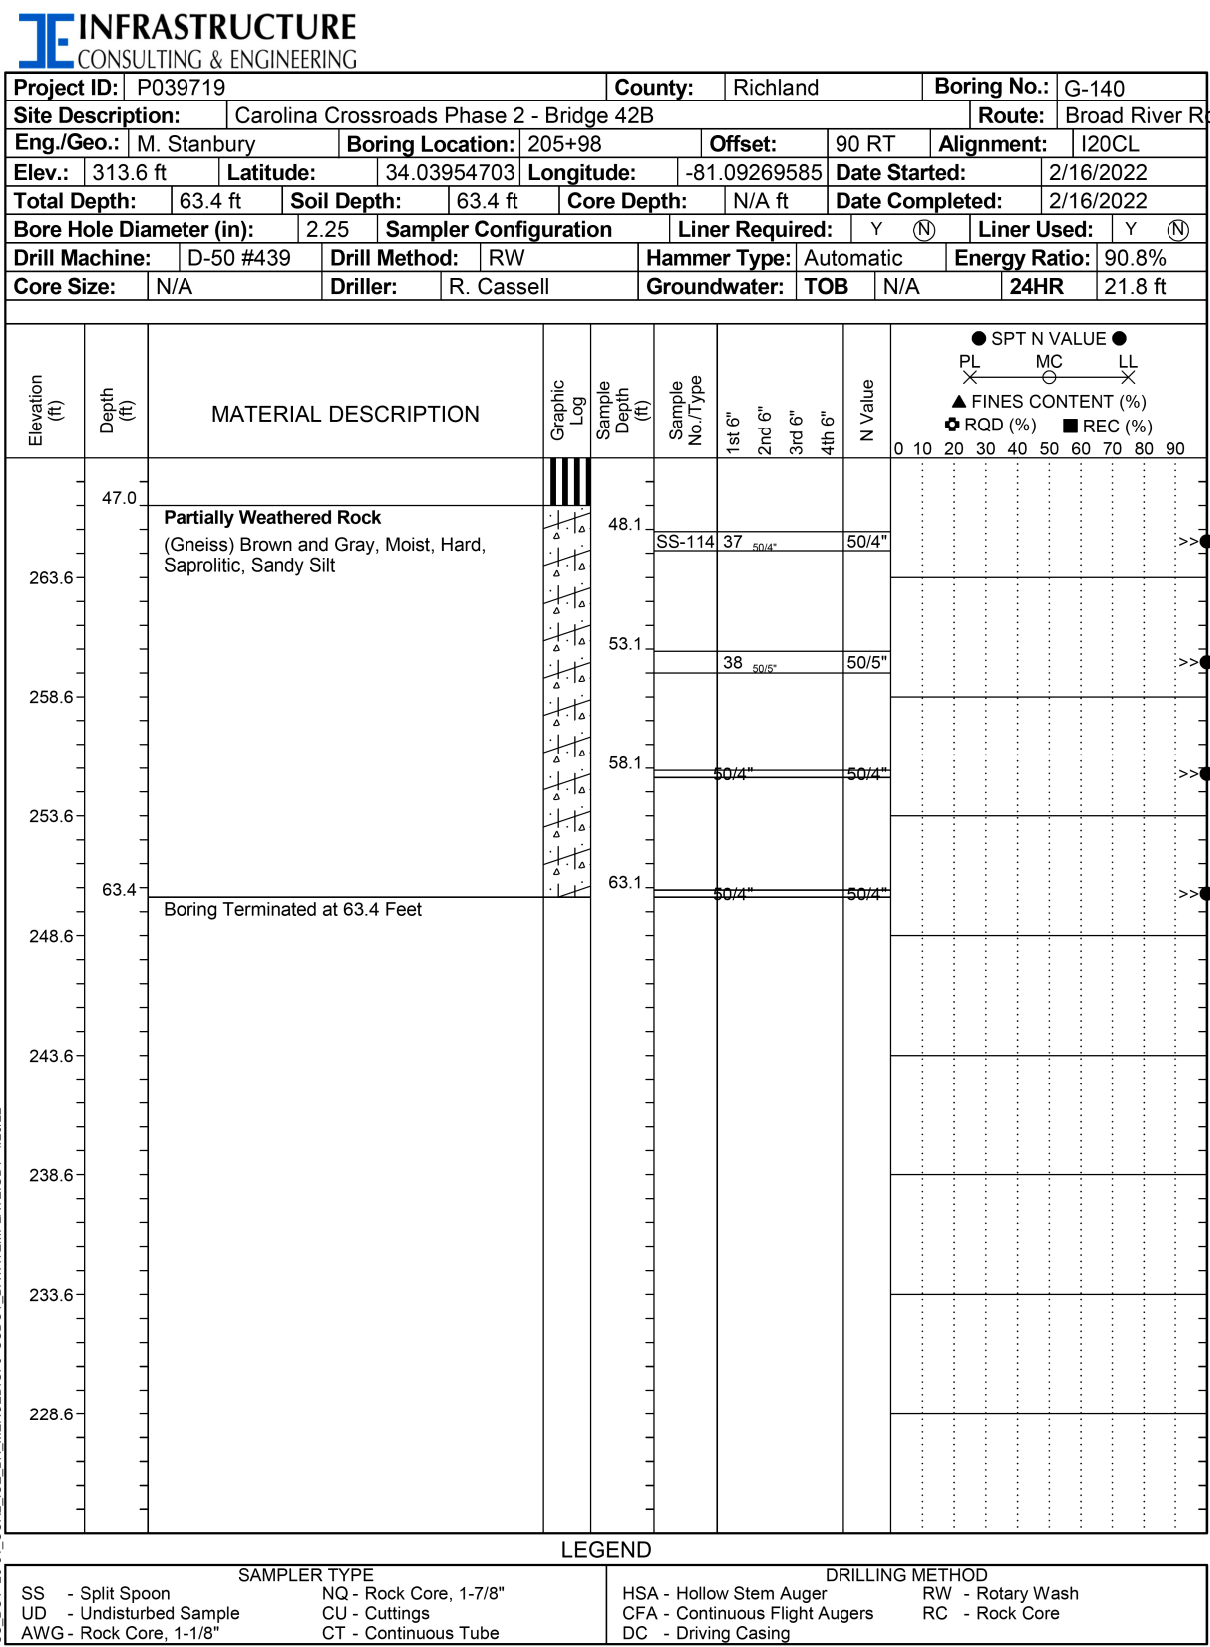 INFRASTRUCTURE
CONSULTING & ENGINEERING
Project ID: P039719 County: Richland Boring No.: G-140
Site Description: Carolina Crossroads Phase 2 - Bridge 42B Route: Broad River
Eng./Geo.: M. Stanbury Boring Location: 205+98 Offset: 90 RT Alignment: I20CL
Elev.: 313.6 ft Latitude: 34.03954703 Longitude: -81.09269585 Date Started: 2/16/2022
Total Depth: 63.4 ft Soil Depth: 63.4 ft Core Depth: N/A ft Date Completed: 2/16/2022
Bore Hole Diameter (in): 2.25 Sampler Configuration Liner Required: Y N Liner Used: Y N
Drill Machine: D-50 #439 Drill Method: RW Hammer Type: Automatic Energy Ratio: 90.8%
Core Size: N/A Driller: R. Cassell Groundwater: TOB N/A 24HR 21.8 ft
Elevation (ft) Depth (ft) MATERIAL DESCRIPTION Graphic Log Sample Depth (ft) Sample No./Type 1st 6" 2nd 6" 3rd 6" 4th 6" N Value
● SPT N VALUE ●
PL MC LL
▲ FINES CONTENT (%)
RQD (%) ■ REC (%)
0 10 20 30 40 50 60 70 80 90
47.0
Partially Weathered Rock
(Gneiss) Brown and Gray, Moist, Hard,
Saprolitic, Sandy Silt
48.1
SS-114 37 50/4" 50/4" >>●
263.6
53.1
38 50/5" 50/5" >>●
258.6
58.1
50/4" 50/4" >>●
253.6
63.4 63.1
50/4" 50/4" >>●
Boring Terminated at 63.4 Feet
248.6
243.6
238.6
233.6
228.6
LEGEND
SAMPLER TYPE DRILLING METHOD
SS - Split Spoon NQ - Rock Core, 1-7/8" HSA - Hollow Stem Auger RW - Rotary Wash
UD - Undisturbed Sample CU - Cuttings CFA - Continuous Flight Augers RC - Rock Core
AWG - Rock Core, 1-1/8" CT - Continuous Tube DC - Driving Casing